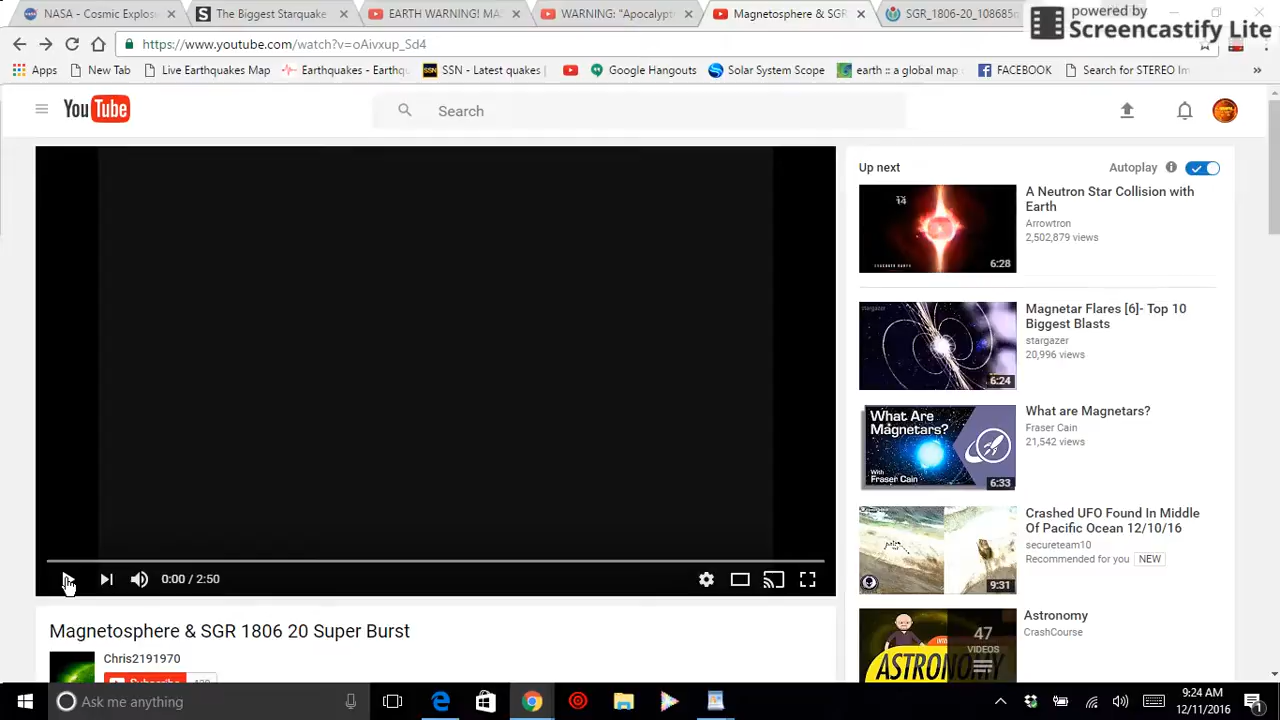 NASA - Cosmic Explos
The Biggest Starquake
EARTH WARNING! MA
WARNING: "Apocalypt
Magnetosphere & SGR
SGR_1806-20_108685
powered by
Screencastify Lite
https://www.youtube.com/watch?v=oAivxup_Sd4
Apps
New Tab
Live Earthquakes Map
Earthquakes - Earthqu
SSN - Latest quakes
Google Hangouts
Solar System Scope
earth :: a global map
FACEBOOK
Search for STEREO Im
YouTube
Search
Up next
Autoplay
A Neutron Star Collision with
Earth
Arrowtron
2,502,879 views
6:28
Magnetar Flares [6]- Top 10
Biggest Blasts
stargazer
20,996 views
stargazer
6:24
What are Magnetars?
Fraser Cain
21,542 views
What Are
Magnetars?
With
Fraser Cain
6:33
Crashed UFO Found In Middle
Of Pacific Ocean 12/10/16
secureteam10
Recommended for you NEW
9:31
Astronomy
CrashCourse
47
VIDEOS
ASTRONOMY
0:00 / 2:50
Magnetosphere & SGR 1806 20 Super Burst
Chris2191970
Subscribe
Ask me anything
9:24 AM
12/11/2016